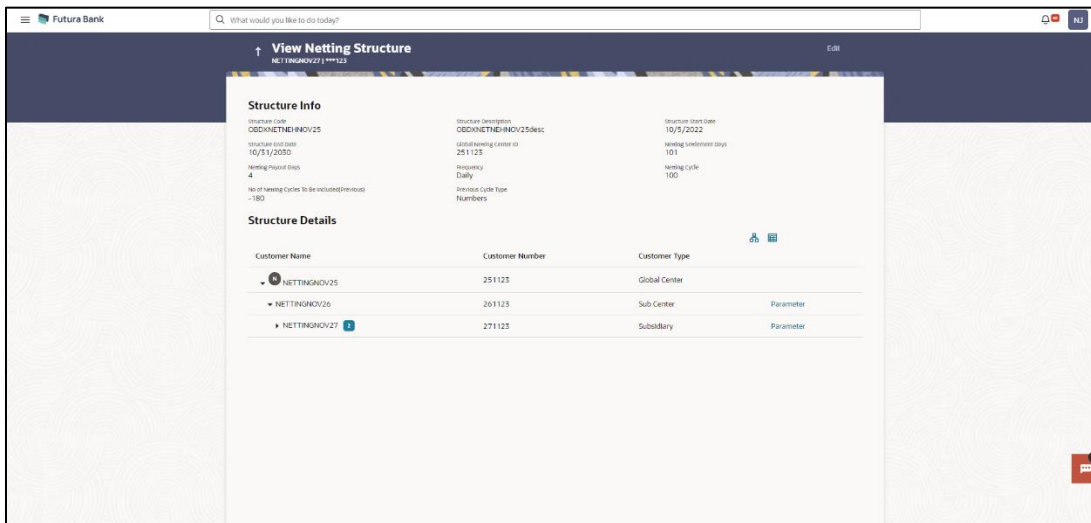 Futura Bank
What would you like to do today?
NJ
View Netting Structure
Edit
NETTINGNOV27 | ***123
Structure Info
Structure Code
Structure Description
Structure Start Date
OBDXNETNEHNOV25
OBDXNETNEHNOV25desc
10/5/2022
Structure End Date
Global Netting Center ID
Netting Settlement Days
10/31/2030
251123
101
Netting Payout Days
Frequency
Netting Cycle
4
Daily
100
No of Netting Cycles To Be Included(Previous)
Previous Cycle Type
-180
Numbers
Structure Details
Customer Name
Customer Number
Customer Type
N
NETTINGNOV25
251123
Global Center
NETTINGNOV26
261123
Sub Center
Parameter
NETTINGNOV27
271123
Subsidiary
Parameter